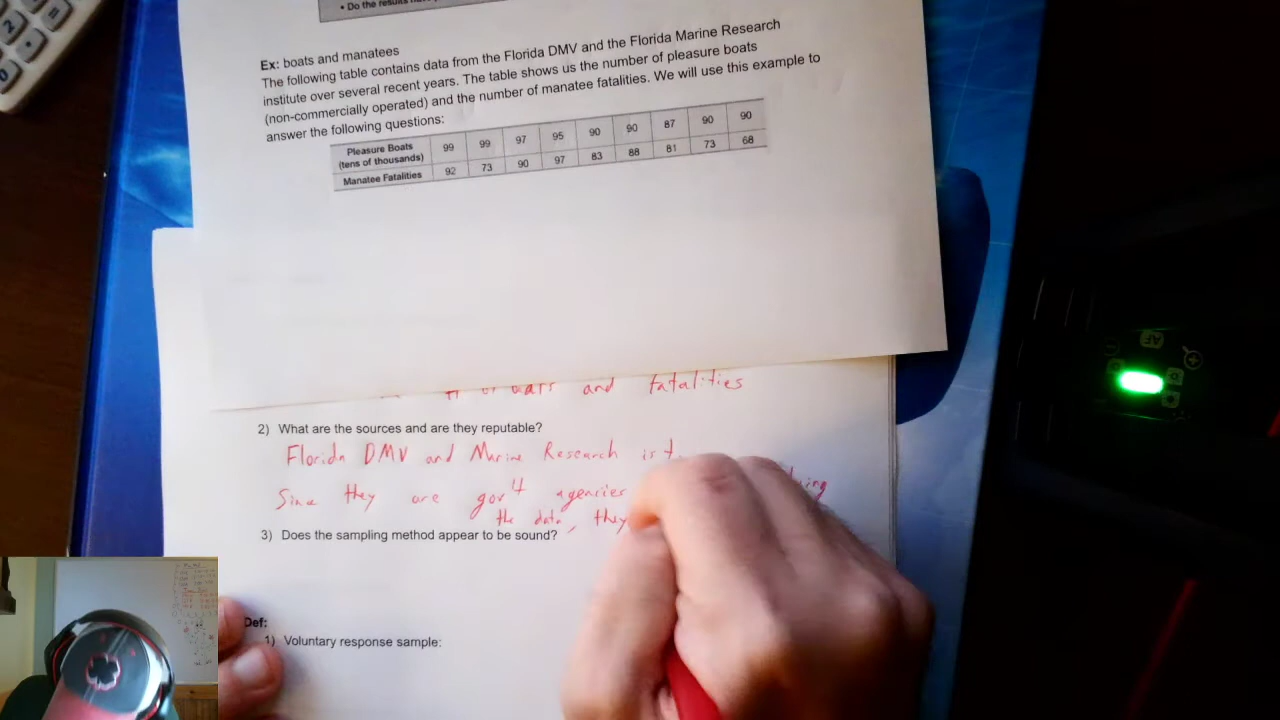 • Do the results
Ex: boats and manatees
The following table contains data from the Florida DMV and the Florida Marine Research
institute over several recent years. The table shows us the number of pleasure boats
(non-commercially operated) and the number of manatee fatalities. We will use this example to
answer the following questions:
Pleasure Boats (tens of thousands) 99 99 97 95 90 90 87 90 90
Manatee Fatalities 92 73 90 97 83 88 81 73 68
and fatalities
2) What are the sources and are they reputable?
Florida DMV and Marine Research
Since they are gov't agencies
the data, they
3) Does the sampling method appear to be sound?
Def:
1) Voluntary response sample: